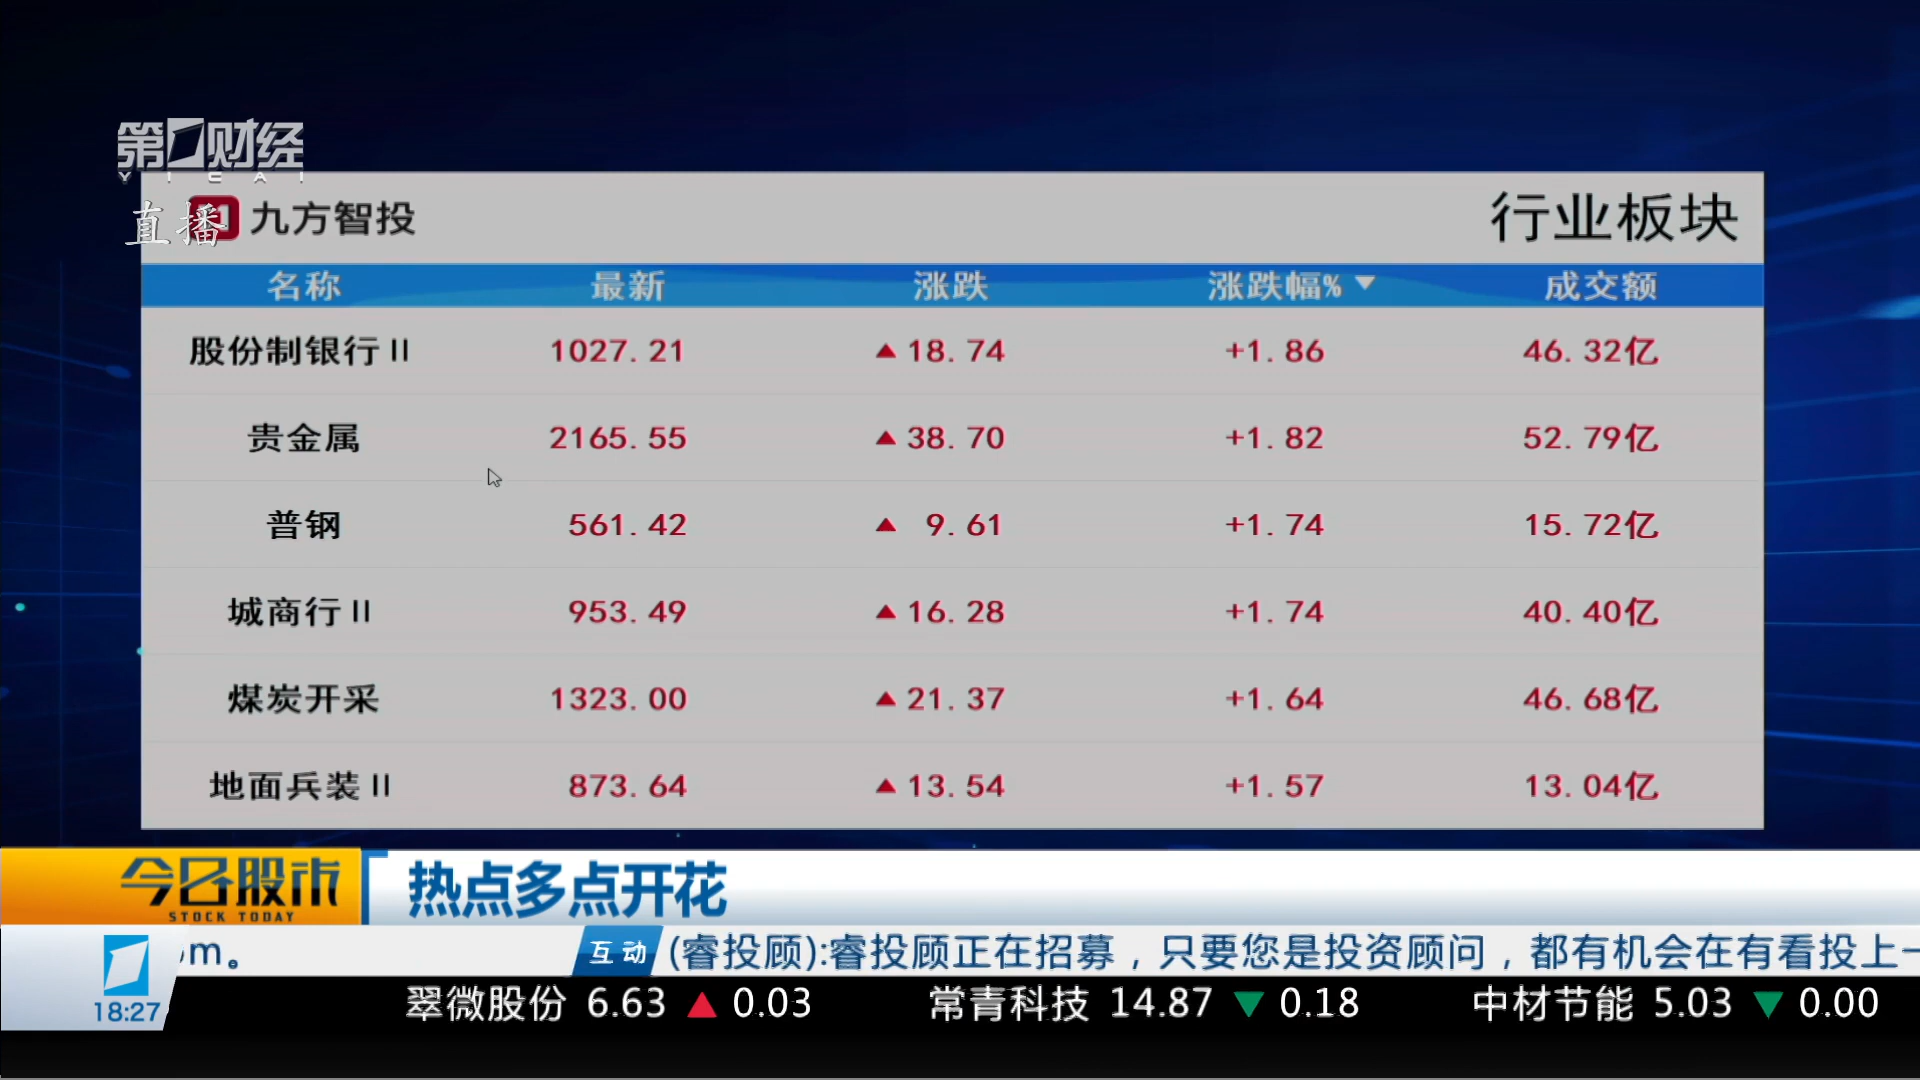 第1财经
YICAI
直播
九方智投
行业板块
名称 最新 涨跌 涨跌幅%▼ 成交额
股份制银行Ⅱ 1027.21 ▲18.74 +1.86 46.32亿
贵金属 2165.55 ▲38.70 +1.82 52.79亿
普钢 561.42 ▲9.61 +1.74 15.72亿
城商行Ⅱ 953.49 ▲16.28 +1.74 40.40亿
煤炭开采 1323.00 ▲21.37 +1.64 46.68亿
地面兵装Ⅱ 873.64 ▲13.54 +1.57 13.04亿
今日股市
STOCK TODAY
热点多点开花
om。 互动 (睿投顾):睿投顾正在招募，只要您是投资顾问，都有机会在有看投上一
18:27
翠微股份 6.63 ▲ 0.03 常青科技 14.87 ▼ 0.18 中材节能 5.03 ▼ 0.00